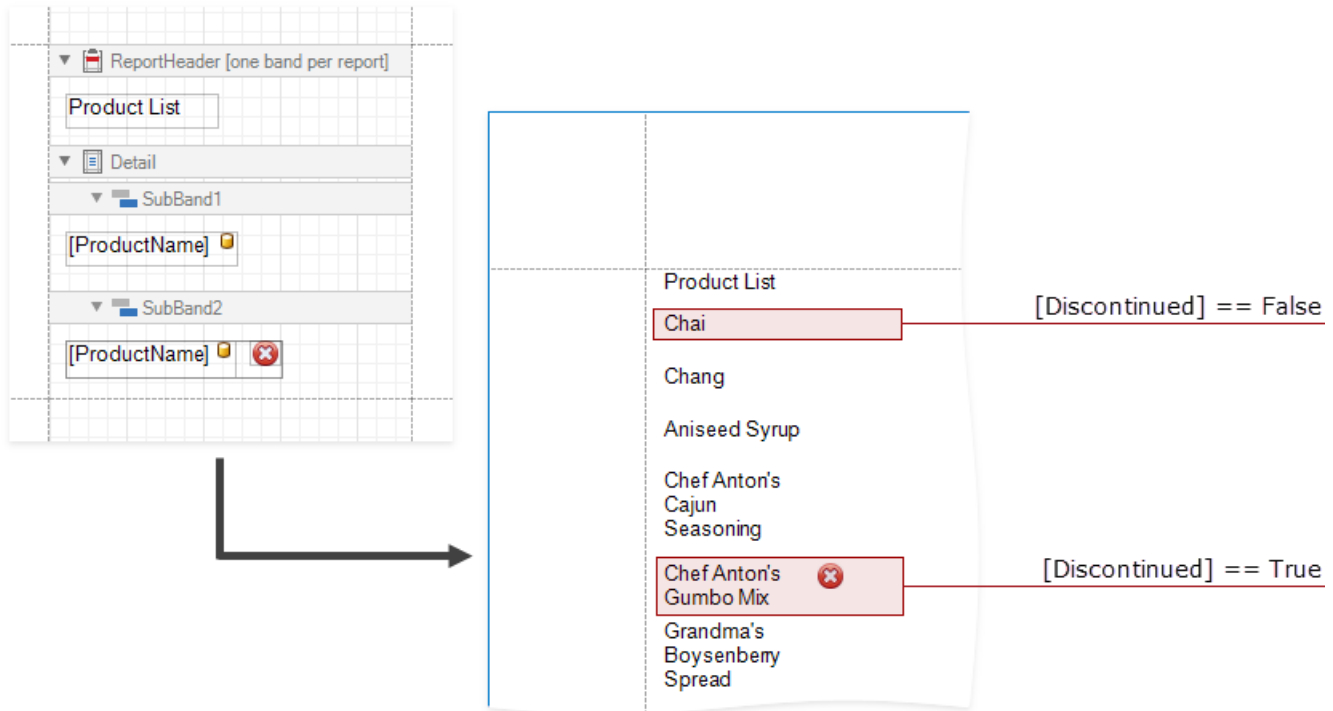 ReportHeader [one band per report]
Product List
Detail
SubBand1
[ProductName]
SubBand2
[ProductName]
Product List
Chai
[Discontinued] == False
Chang
Aniseed Syrup
Chef Anton's
Cajun
Seasoning
Chef Anton's
Gumbo Mix
[Discontinued] == True
Grandma's
Boysenberry
Spread